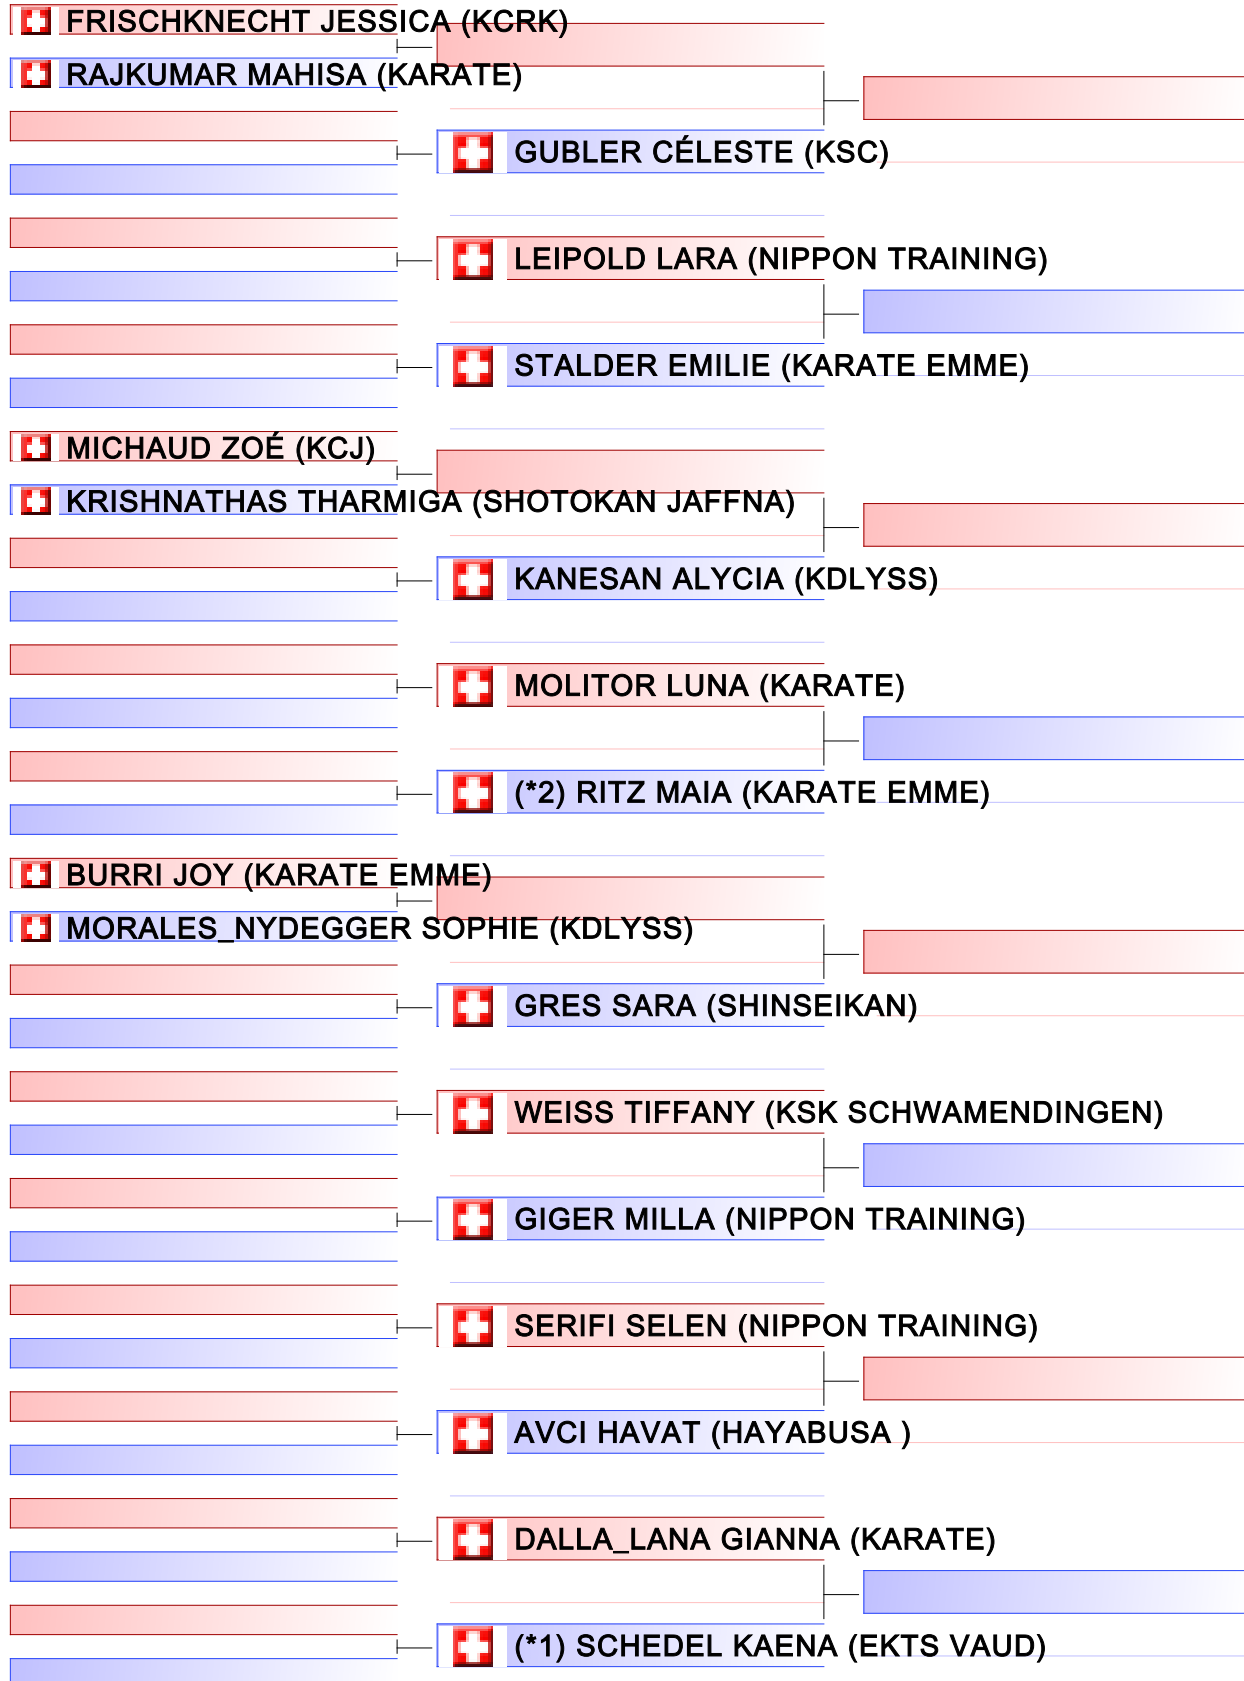 FRISCHKNECHT JESSICA (KCRK)
RAJKUMAR MAHISA (KARATE)
GUBLER CÉLESTE (KSC)
LEIPOLD LARA (NIPPON TRAINING)
STALDER EMILIE (KARATE EMME)
MICHAUD ZOÉ (KCJ)
KRISHNATHAS THARMIGA (SHOTOKAN JAFFNA)
KANESAN ALYCIA (KDLYSS)
MOLITOR LUNA (KARATE)
(*2) RITZ MAIA (KARATE EMME)
BURRI JOY (KARATE EMME)
MORALES_NYDEGGER SOPHIE (KDLYSS)
GRES SARA (SHINSEIKAN)
WEISS TIFFANY (KSK SCHWAMENDINGEN)
GIGER MILLA (NIPPON TRAINING)
SERIFI SELEN (NIPPON TRAINING)
AVCI HAVAT (HAYABUSA )
DALLA_LANA GIANNA (KARATE)
(*1) SCHEDEL KAENA (EKTS VAUD)